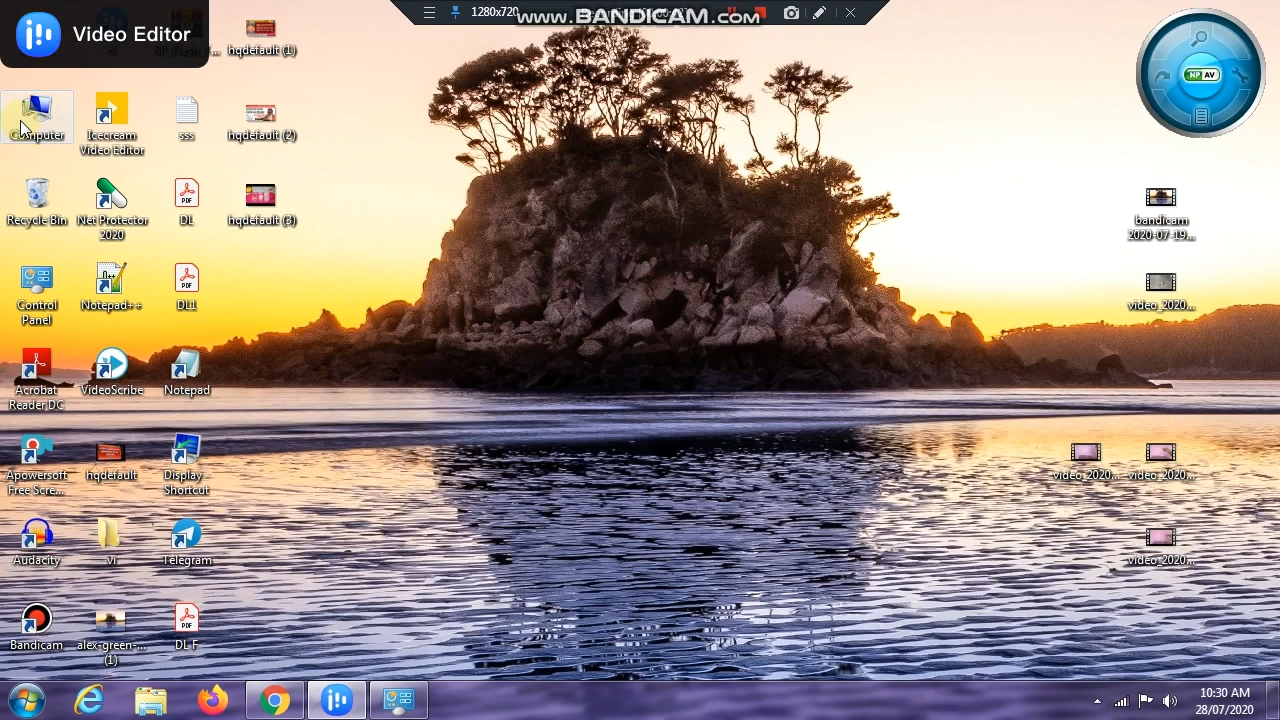 Video Editor
1280x720
www.BANDICAM.com
hqdefault (1)
Computer
Icecream
Video Editor
sss
hqdefault (2)
Recycle Bin
Net Protector
2020
DL
hqdefault (3)
Control
Panel
Notepad++
DL1
Acrobat
Reader DC
VideoScribe
Notepad
Apowersoft
Free Scre...
hqdefault
Display
Shortcut
Audacity
vi
Telegram
Bandicam
alex-green-...
(1)
DL F
NP AV
bandicam
2020-07-19...
video_2020...
video_2020...
video_2020...
video_2020...
10:30 AM
28/07/2020